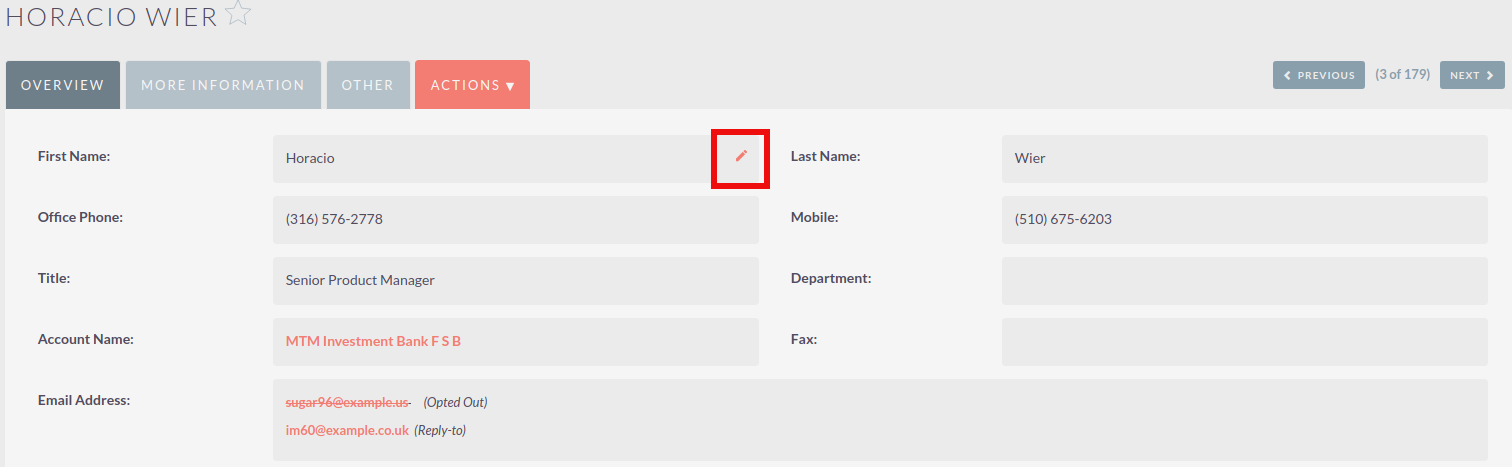 HORACIO WIER
OVERVIEW MORE INFORMATION OTHER ACTIONS PREVIOUS (3 of 179) NEXT
First Name: Horacio Last Name: Wier
Office Phone: (316) 576-2778 Mobile: (510) 675-6203
Title: Senior Product Manager Department:
Account Name: MTM Investment Bank F S B Fax:
Email Address: sugar96@example.us (Opted Out)
im60@example.co.uk (Reply-to)